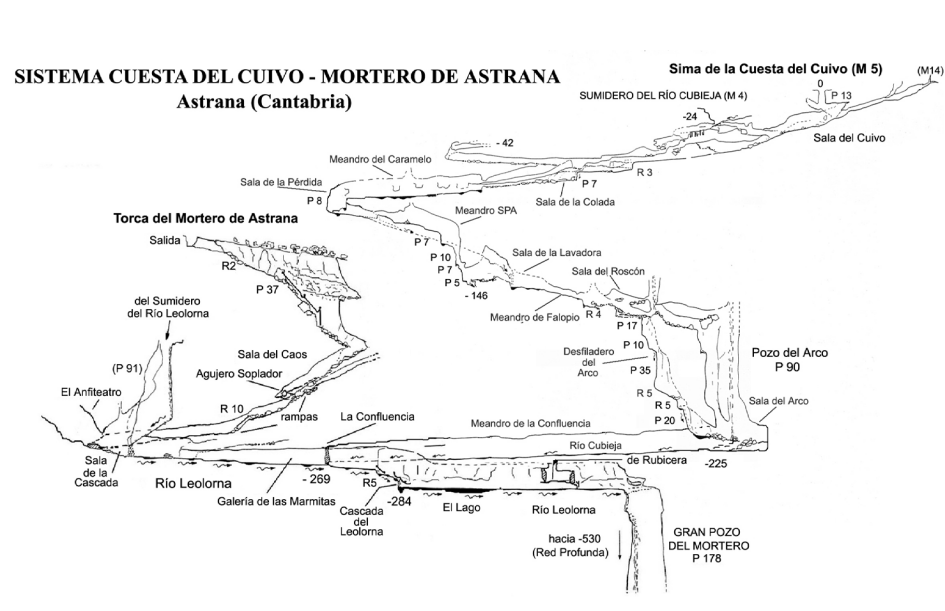 SISTEMA CUESTA DEL CUIVO - MORTERO DE ASTRANA
Astrana (Cantabria)
Sima de la Cuesta del Cuivo (M 5)
(M14)
0
P 13
SUMIDERO DEL RÍO CUBIEJA (M 4)
-24
Sala del Cuivo
- 42
Meandro del Caramelo
R 3
P 7
Sala de la Colada
Sala de la Pérdida
P 8
Meandro SPA
Torca del Mortero de Astrana
Salida
R2
P 37
P 7
P 10
P 7
P 5
- 146
Sala de la Lavadora
Sala del Roscón
Meandro de Falopio
R 4
P 17
P 10
Desfiladero
del
Arco
P 35
R 5
R 5
P 20
Pozo del Arco
P 90
Sala del Arco
del Sumidero
del Río Leolorna
(P 91)
El Anfiteatro
Sala del Caos
Agujero Soplador
R 10
rampas
La Confluencia
Meandro de la Confluencia
Río Cubieja
de Rubicera
-225
Sala
de la
Cascada
Río Leolorna
- 269
Galería de las Marmitas
R5
-284
Cascada
del
Leolorna
El Lago
Río Leolorna
hacia -530
(Red Profunda)
GRAN POZO
DEL MORTERO
P 178